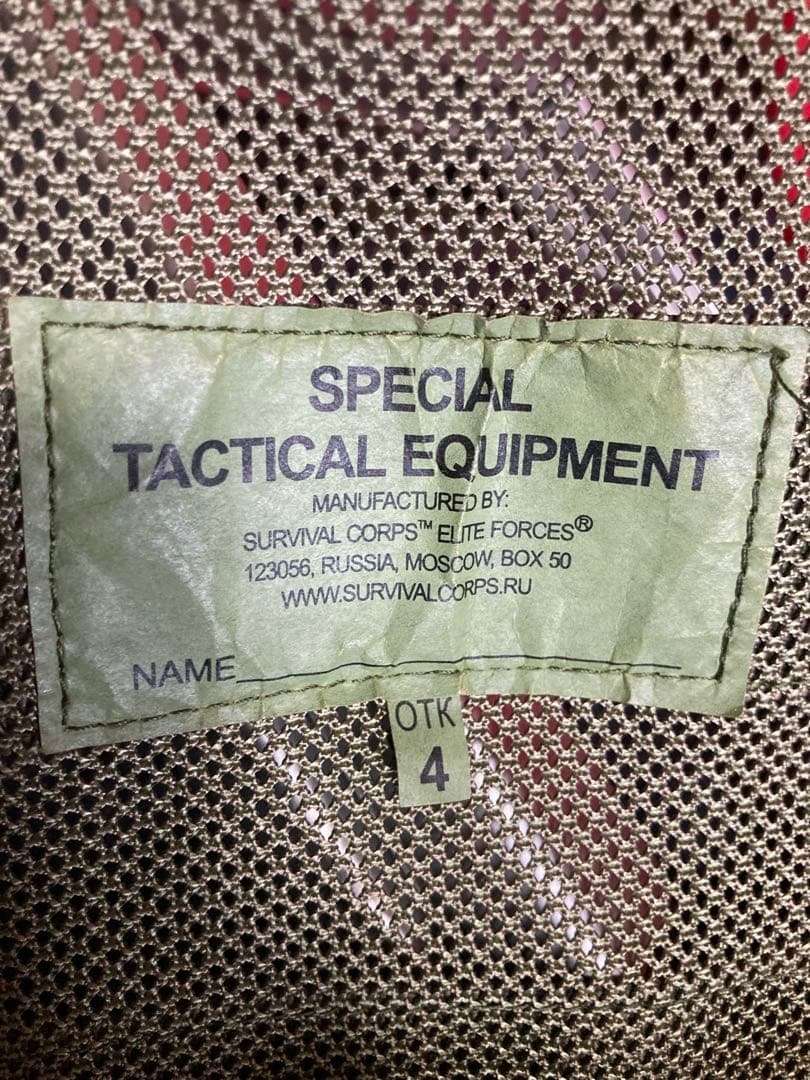 SPECIAL
TACTICAL EQUIPMENT
MANUFACTURED BY:
SURVIVAL CORPS™ ELITE FORCES®
123056, RUSSIA, MOSCOW, BOX 50
WWW.SURVIVALCORPS.RU
NAME
ОТК
4